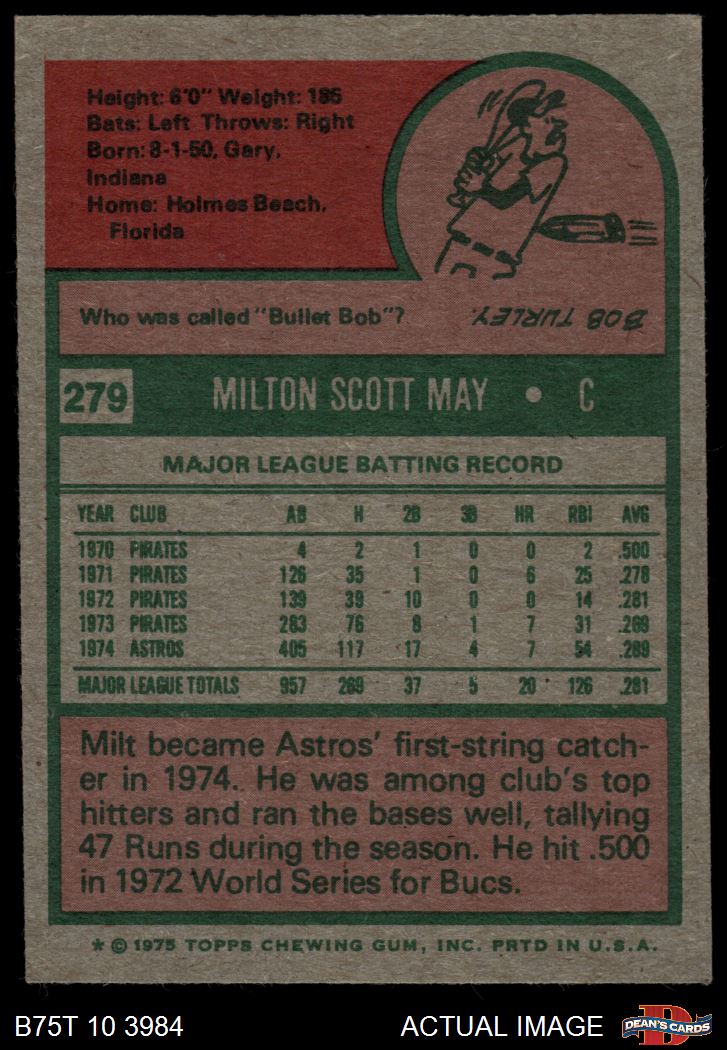 Height: 6'0" Weight: 185
Bats: Left Throws: Right
Born: 8-1-50, Gary,
Indiana
Home: Holmes Beach,
Florida
Who was called "Bullet Bob"?
BOB TURLEY.
279
MILTON SCOTT MAY • C
MAJOR LEAGUE BATTING RECORD
YEAR CLUB AB H 2B 3B HR RBI AVG
1970 PIRATES 4 2 1 0 0 2 .500
1971 PIRATES 126 35 1 0 6 25 .278
1972 PIRATES 139 39 10 0 0 14 .281
1973 PIRATES 283 76 8 1 7 31 .269
1974 ASTROS 405 117 17 4 7 54 .289
MAJOR LEAGUE TOTALS 957 269 37 5 20 126 .281
Milt became Astros' first-string catch-
er in 1974. He was among club's top
hitters and ran the bases well, tallying
47 Runs during the season. He hit .500
in 1972 World Series for Bucs.
* © 1975 TOPPS CHEWING GUM, INC. PRTD IN U.S.A.
B75T 10 3984 ACTUAL IMAGE
D
DEAN'S CARDS